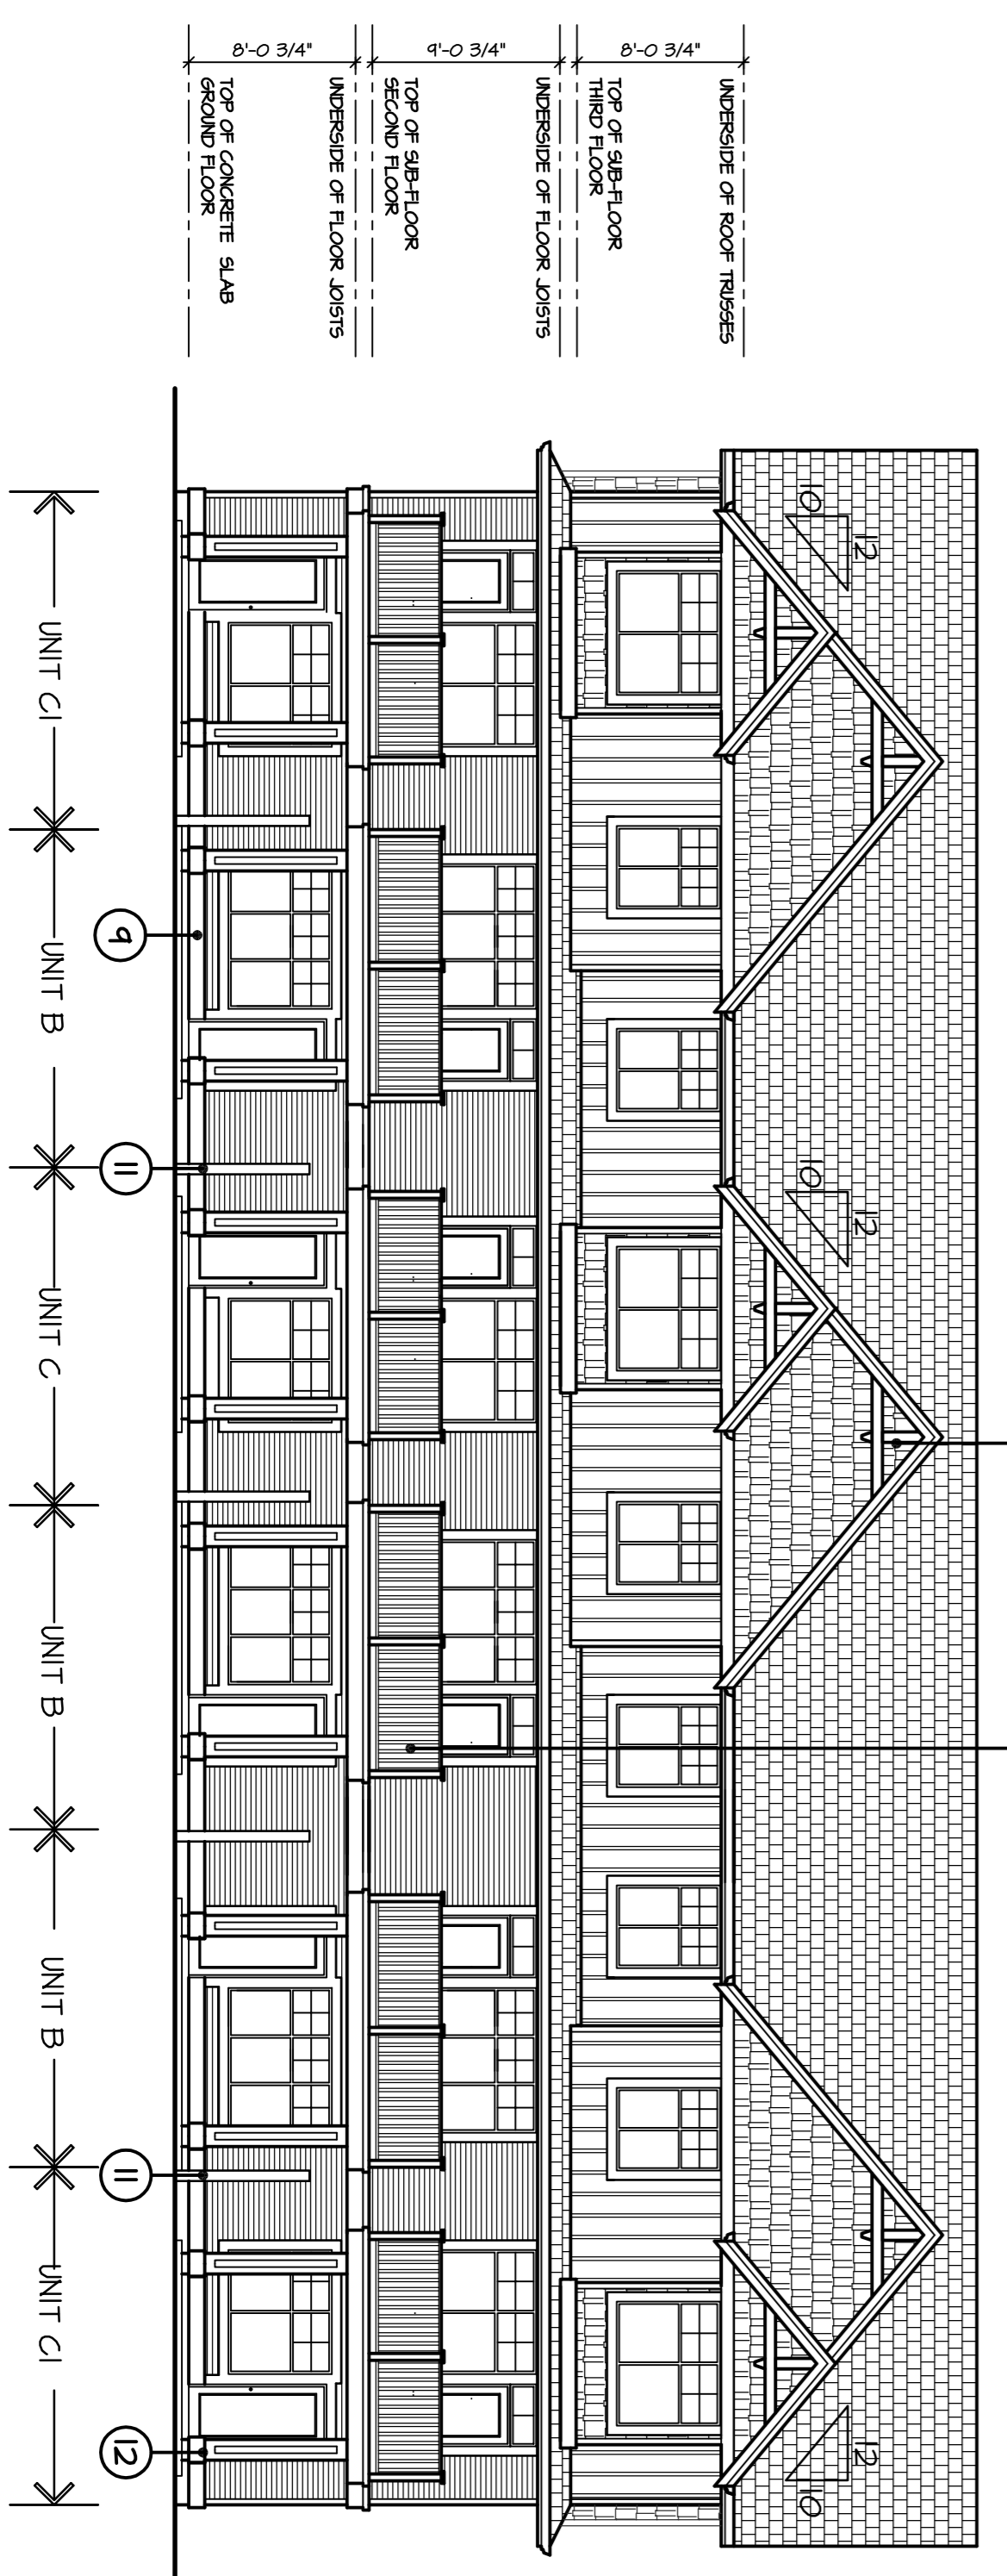 UNDERSIDE OF ROOF TRUSSES
8'-0 3/4"
TOP OF SUB-FLOOR
THIRD FLOOR
UNDERSIDE OF FLOOR JOISTS
9'-0 3/4"
TOP OF SUB-FLOOR
SECOND FLOOR
UNDERSIDE OF FLOOR JOISTS
8'-0 3/4"
TOP OF CONCRETE SLAB
GROUND FLOOR
12
10
12
10
12
10
UNIT C1
UNIT B
UNIT C
UNIT B
UNIT B
UNIT C1
9
11
11
12